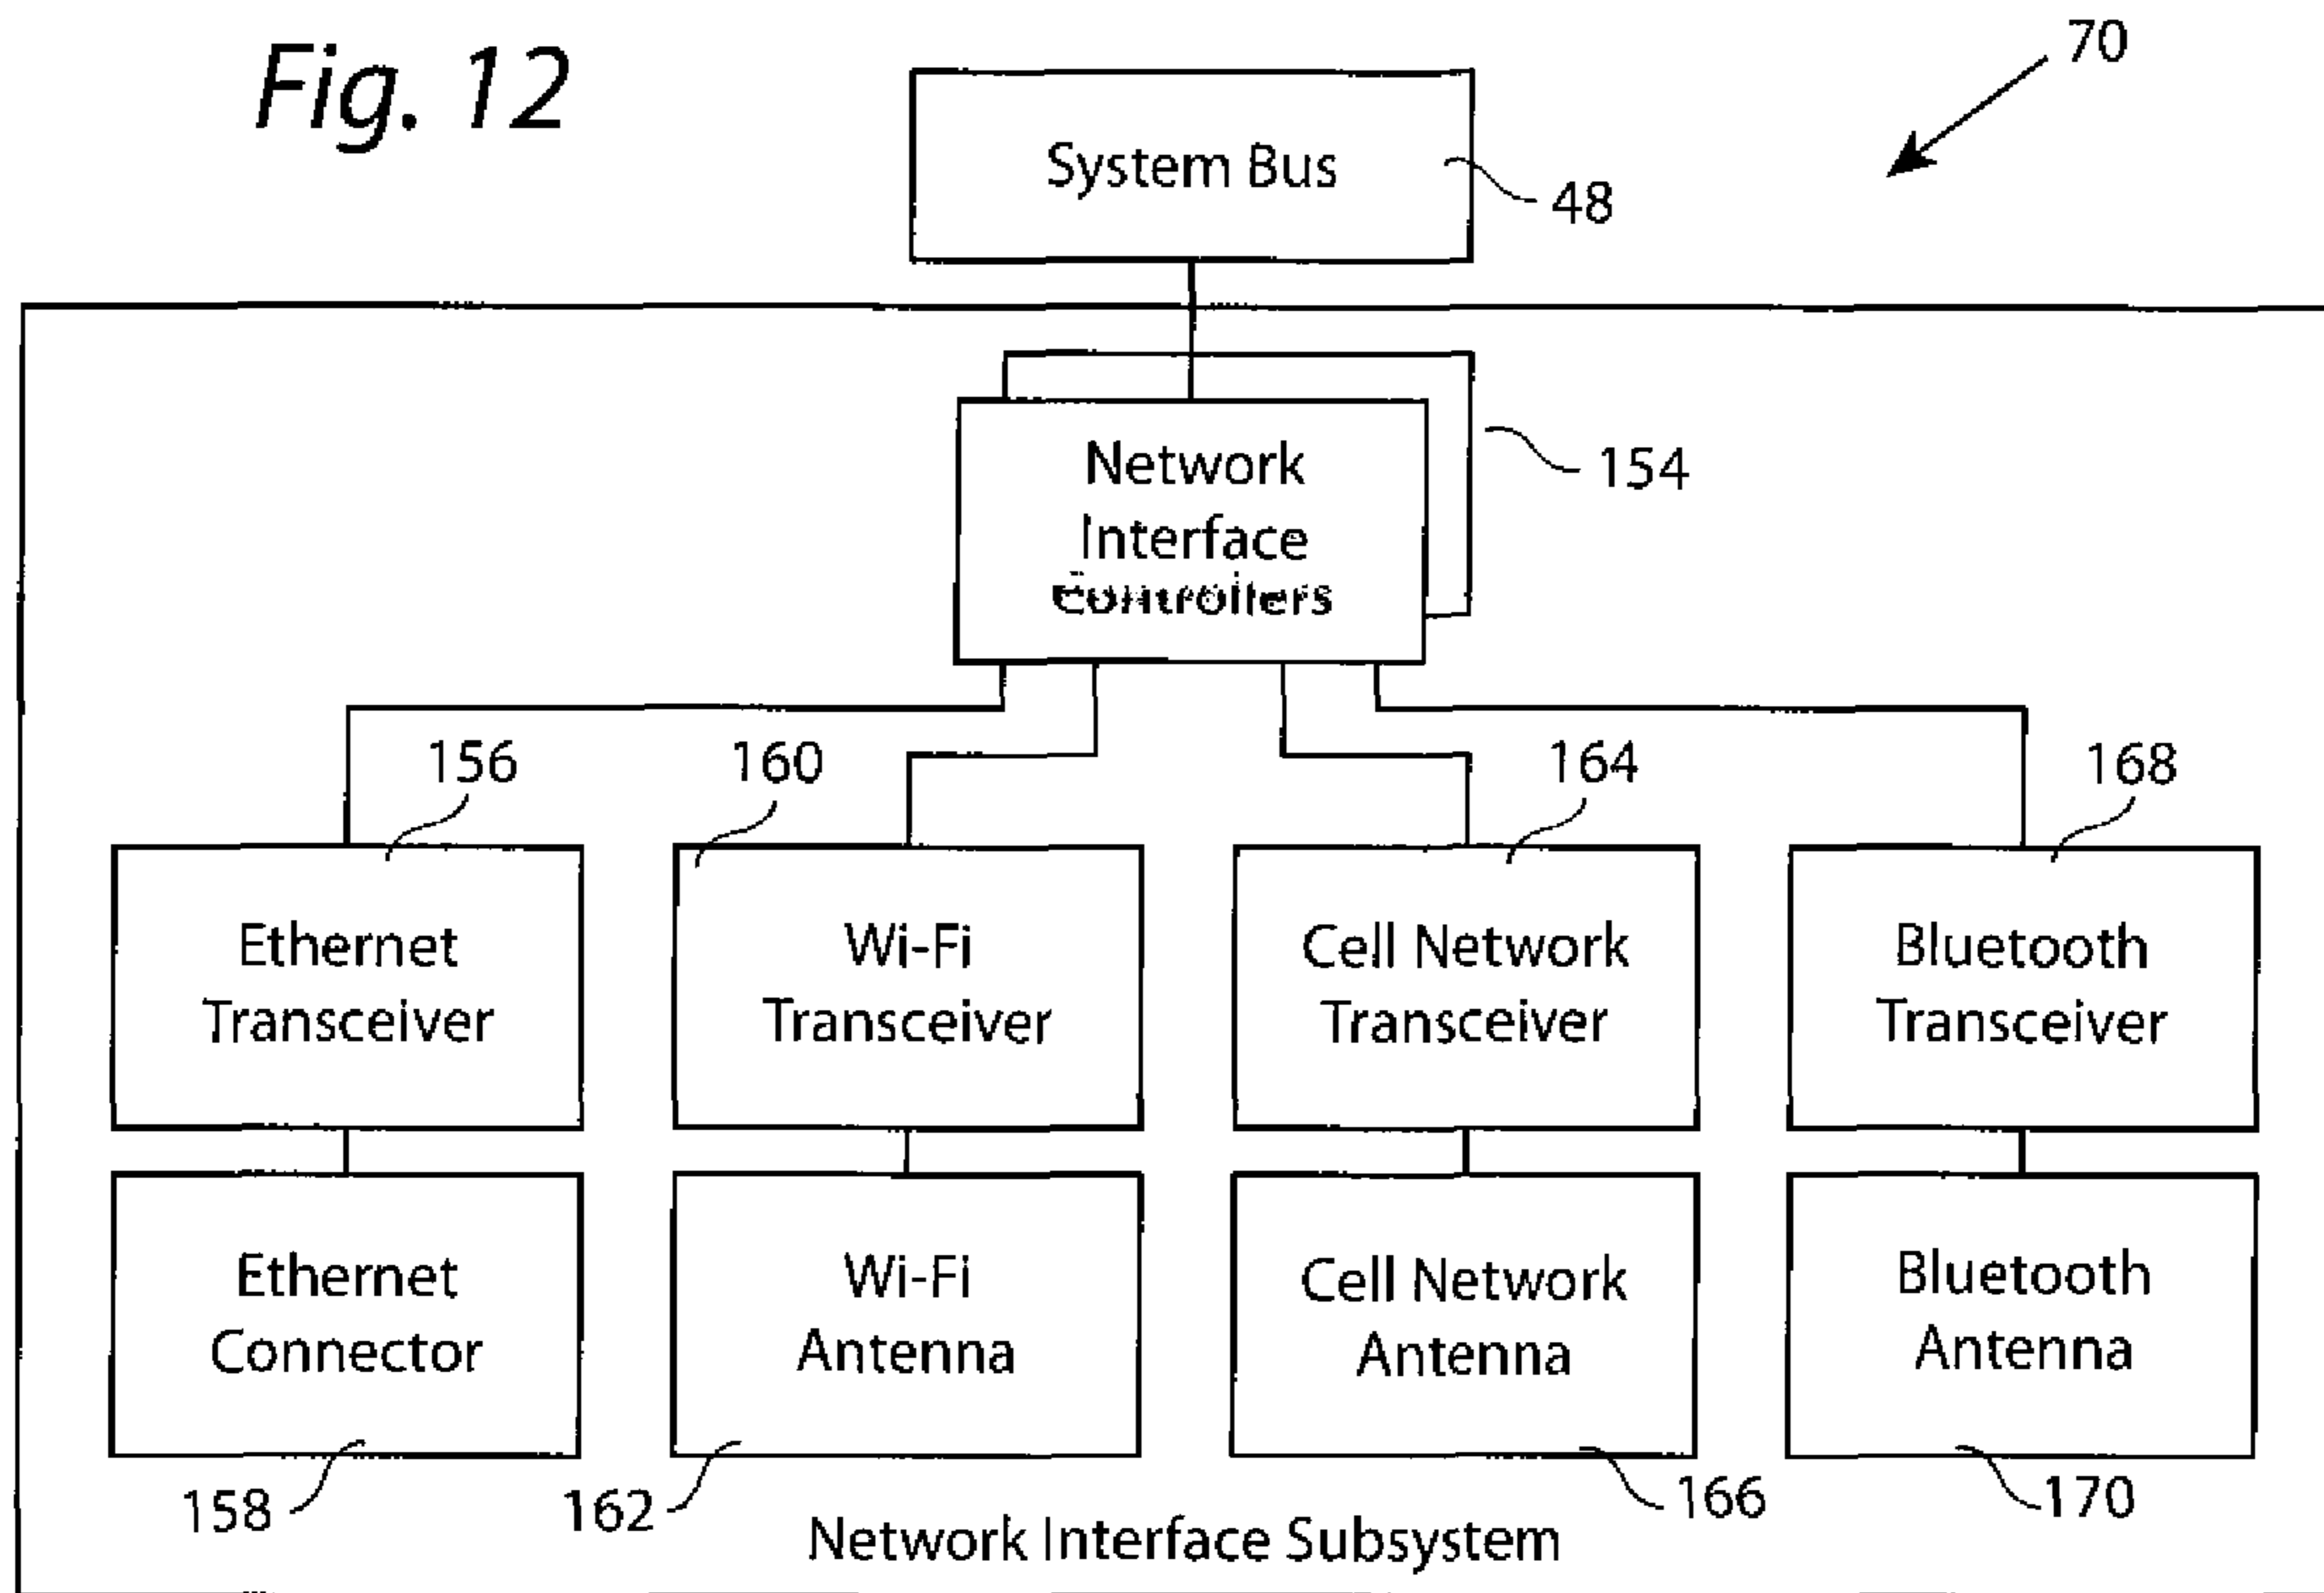 Fig. 12
70
System Bus
48
Network
Interface
Controllers
154
156
160
164
168
Ethernet
Transceiver
Wi-Fi
Transceiver
Cell Network
Transceiver
Bluetooth
Transceiver
Ethernet
Connector
Wi-Fi
Antenna
Cell Network
Antenna
Bluetooth
Antenna
158
162
166
170
Network Interface Subsystem